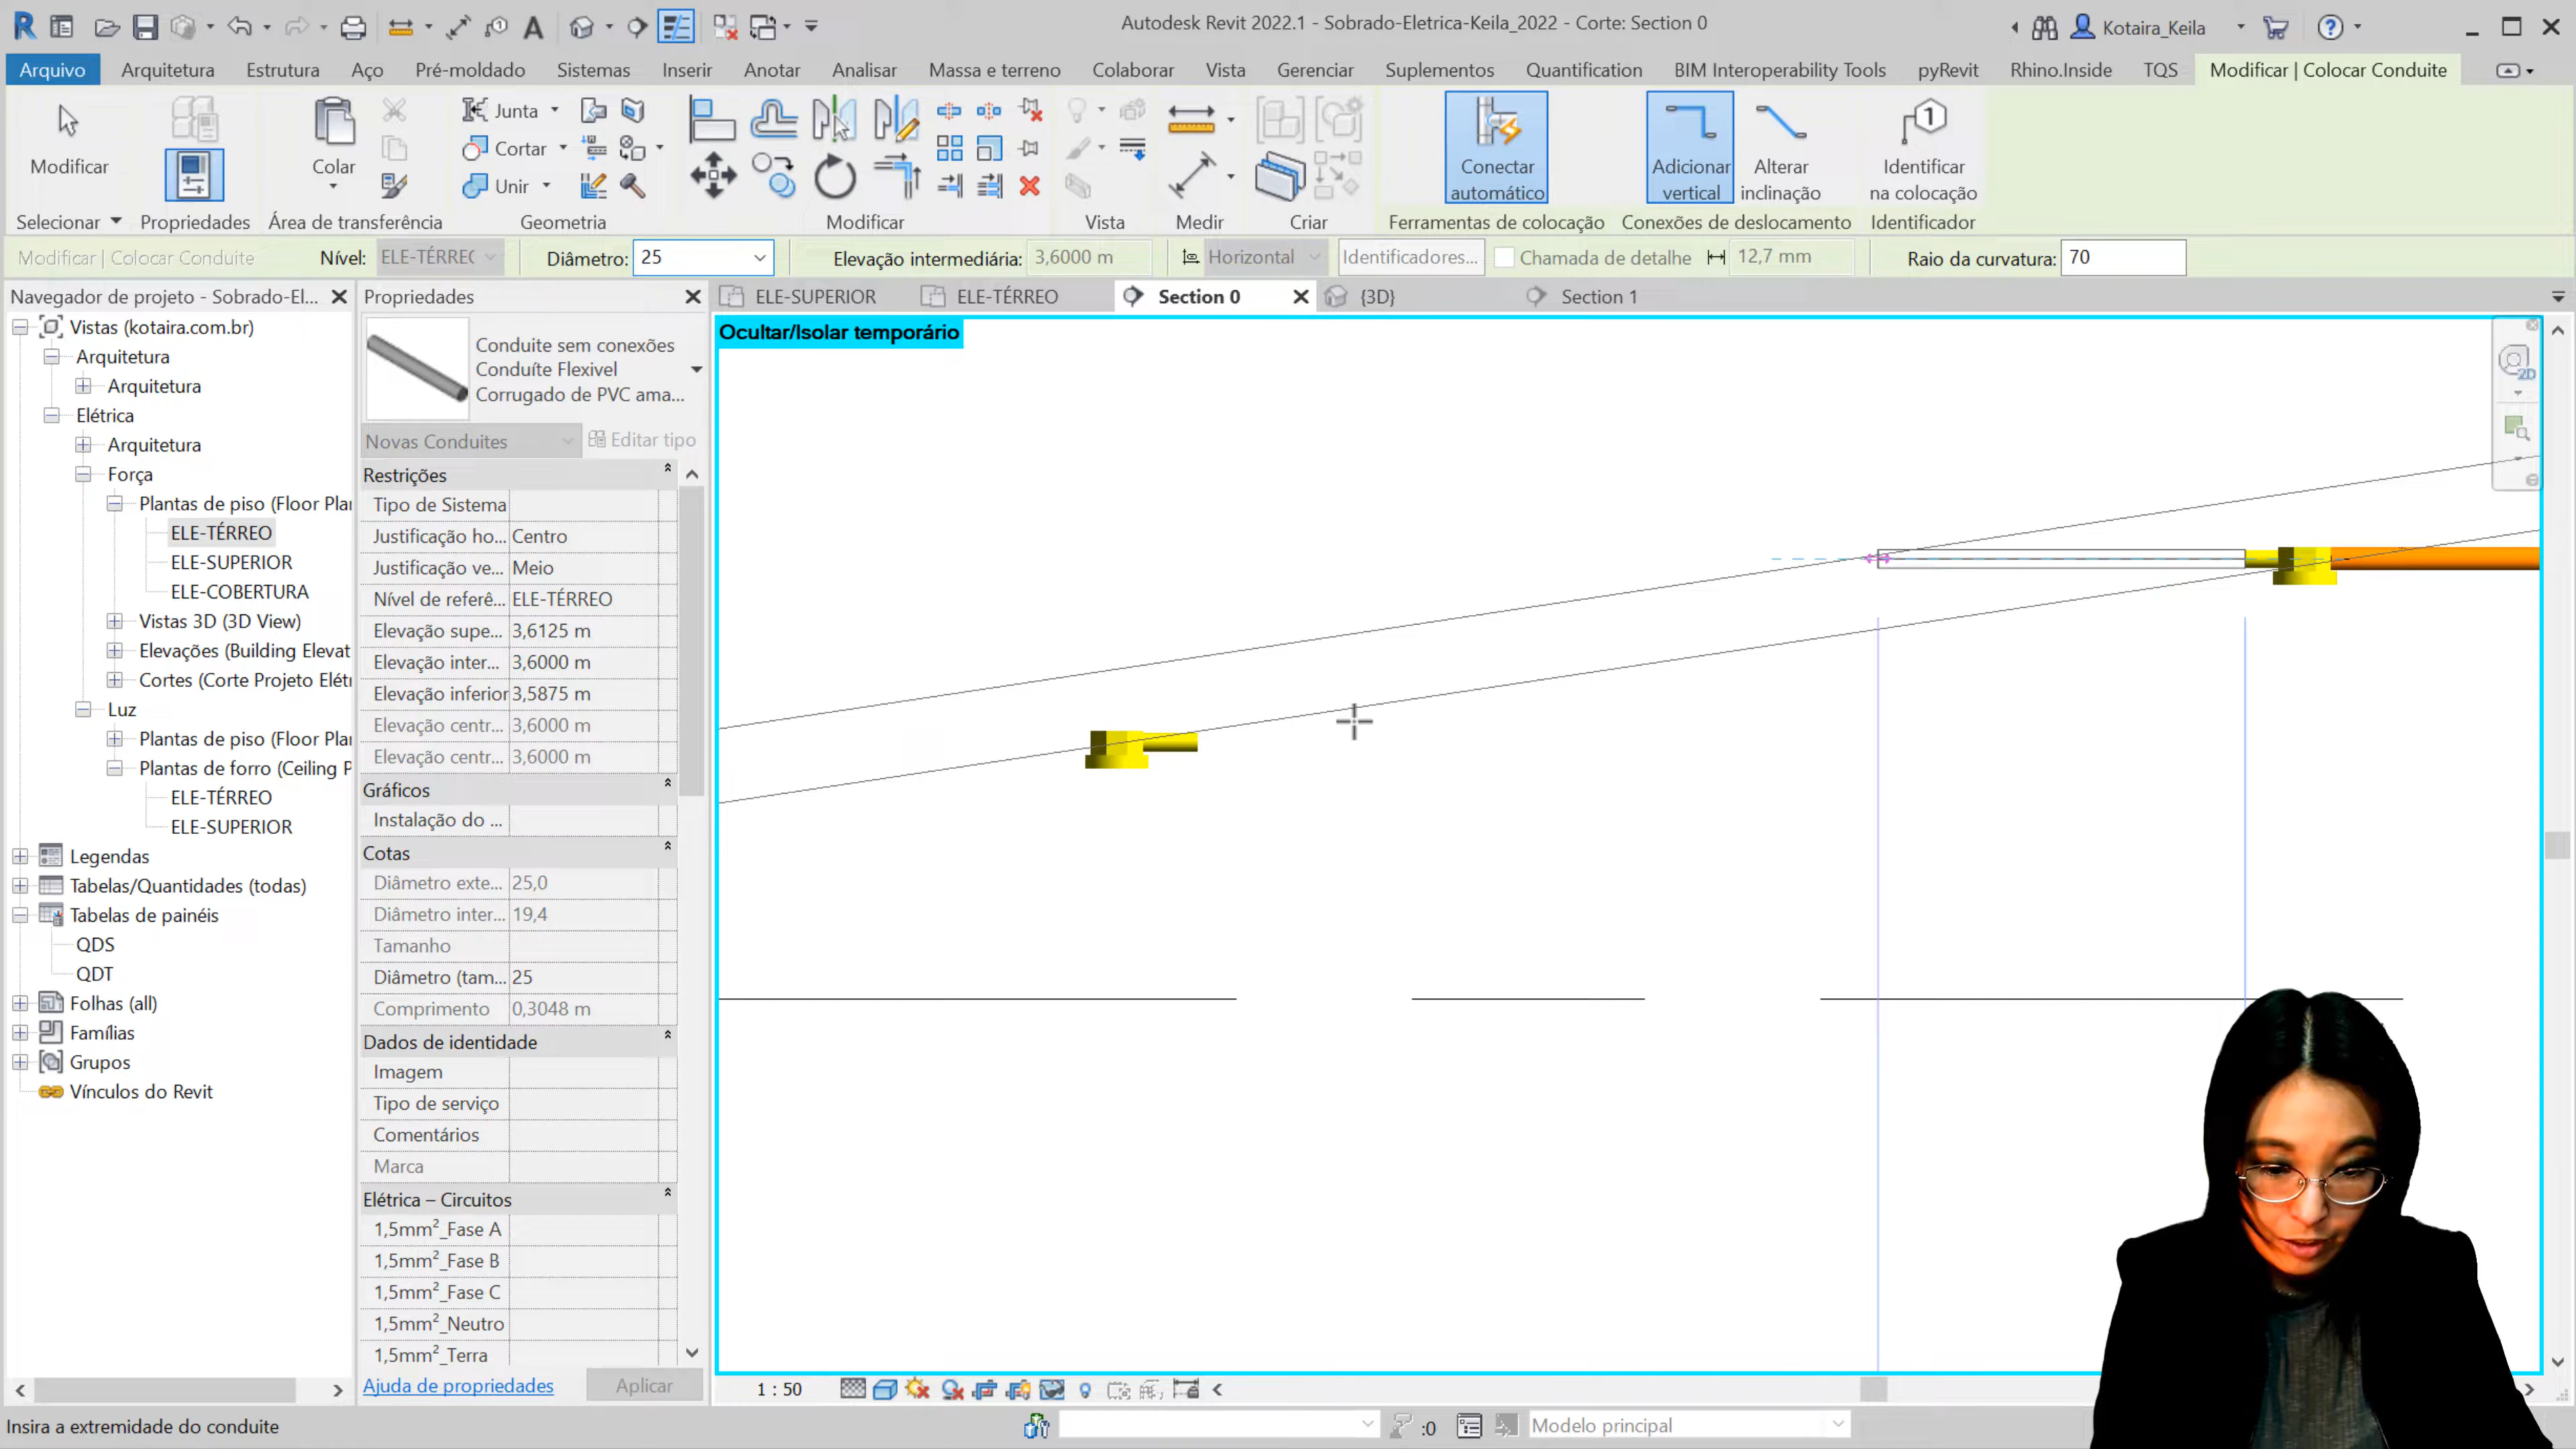 Autodesk Revit 2022.1 - Sobrado-Eletrica-Keila_2022 - Corte: Section 0
Kotaira_Keila
Arquivo Arquitetura Estrutura Aço Pré-moldado Sistemas Inserir Anotar Analisar Massa e terreno Colaborar Vista Gerenciar Suplementos Quantification BIM Interoperability Tools pyRevit Rhino.Inside TQS Modificar | Colocar Conduite
Modificar
Colar
Junta
Cortar
Unir
Conectar
automático
Adicionar
vertical
Alterar
inclinação
Identificar
na colocação
Selecionar Propriedades Área de transferência Geometria Modificar Vista Medir Criar Ferramentas de colocação Conexões de deslocamento Identificador
Modificar | Colocar Conduite Nível: ELE-TÉRREC Diâmetro: 25 Elevação intermediária: 3,6000 m Horizontal Identificadores... Chamada de detalhe 12,7 mm Raio da curvatura: 70
Navegador de projeto - Sobrado-El...
Vistas (kotaira.com.br)
Arquitetura
Arquitetura
Elétrica
Arquitetura
Força
Plantas de piso (Floor Pla
ELE-TÉRREO
ELE-SUPERIOR
ELE-COBERTURA
Vistas 3D (3D View)
Elevações (Building Elevat
Cortes (Corte Projeto Elét
Luz
Plantas de piso (Floor Pla
Plantas de forro (Ceiling P
ELE-TÉRREO
ELE-SUPERIOR
Legendas
Tabelas/Quantidades (todas)
Tabelas de painéis
QDS
QDT
Folhas (all)
Famílias
Grupos
Vínculos do Revit
Propriedades
Conduite sem conexões
Conduíte Flexivel
Corrugado de PVC ama...
Novas Conduites Editar tipo
Restrições
Tipo de Sistema
Justificação ho... Centro
Justificação ve... Meio
Nível de referê... ELE-TÉRREO
Elevação supe... 3,6125 m
Elevação inter... 3,6000 m
Elevação inferior 3,5875 m
Elevação centr... 3,6000 m
Elevação centr... 3,6000 m
Gráficos
Instalação do ...
Cotas
Diâmetro exte... 25,0
Diâmetro inter... 19,4
Tamanho
Diâmetro (tam... 25
Comprimento 0,3048 m
Dados de identidade
Imagem
Tipo de serviço
Comentários
Marca
Elétrica – Circuitos
1,5mm²_Fase A
1,5mm²_Fase B
1,5mm²_Fase C
1,5mm²_Neutro
1,5mm²_Terra
Ajuda de propriedades Aplicar
ELE-SUPERIOR ELE-TÉRREO Section 0 {3D} Section 1
Ocultar/Isolar temporário
2D
1 : 50
Insira a extremidade do conduite
:0
Modelo principal